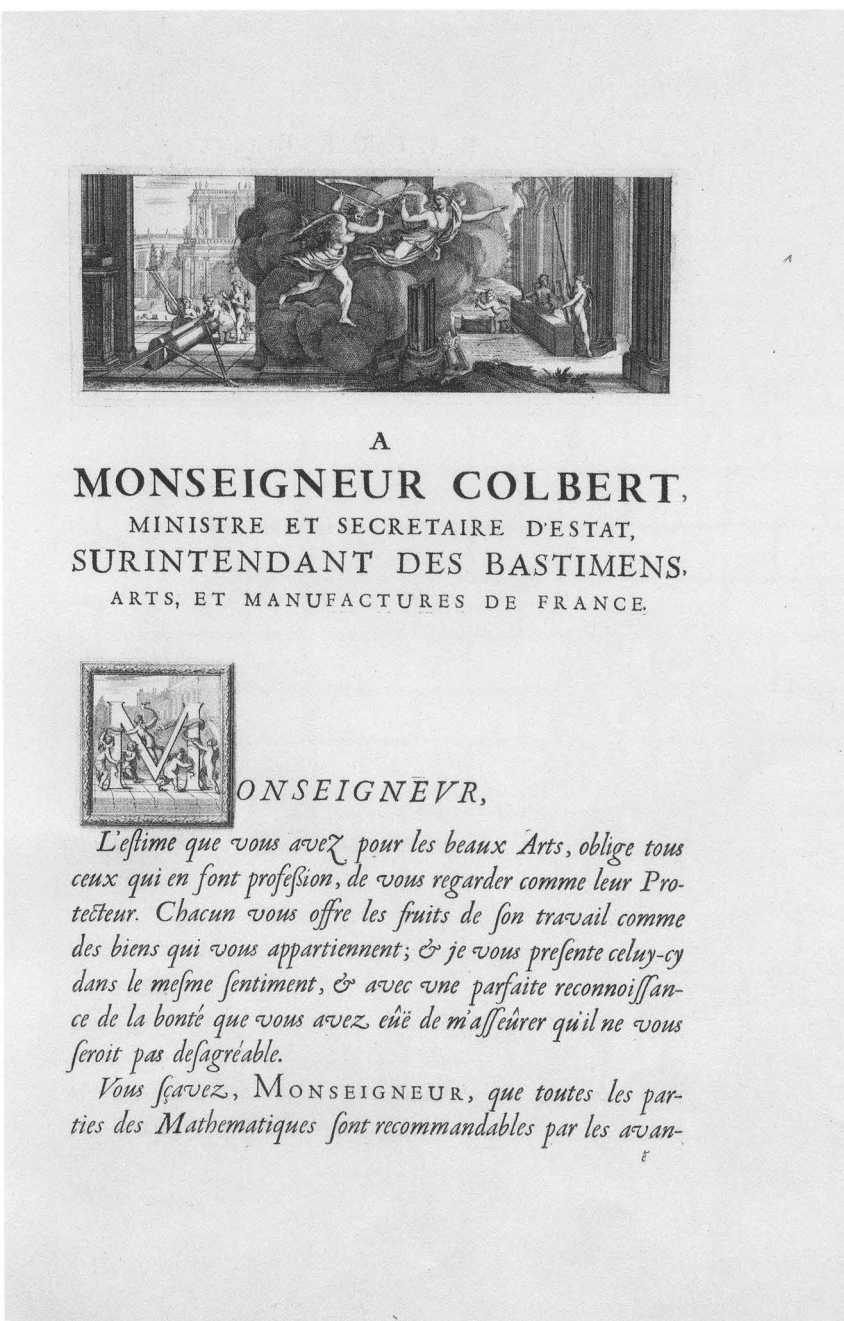 A
MONSEIGNEUR COLBERT,
MINISTRE ET SECRETAIRE D'ESTAT,
SURINTENDANT DES BASTIMENS,
ARTS, ET MANUFACTURES DE FRANCE.
MONSEIGNEVR,
L'eſtime que vous avez pour les beaux Arts, oblige tous
ceux qui en font profeßion, de vous regarder comme leur Pro-
tecteur. Chacun vous offre les fruits de ſon travail comme
des biens qui vous appartiennent; & je vous preſente celuy-cy
dans le meſme ſentiment, & avec vne parfaite reconnoiſſan-
ce de la bonté que vous avez eûë de m'aſſeûrer qu'il ne vous
ſeroit pas deſagréable.
Vous ſçavez, MONSEIGNEUR, que toutes les par-
ties des Mathematiques ſont recommandables par les avan-
ẽ